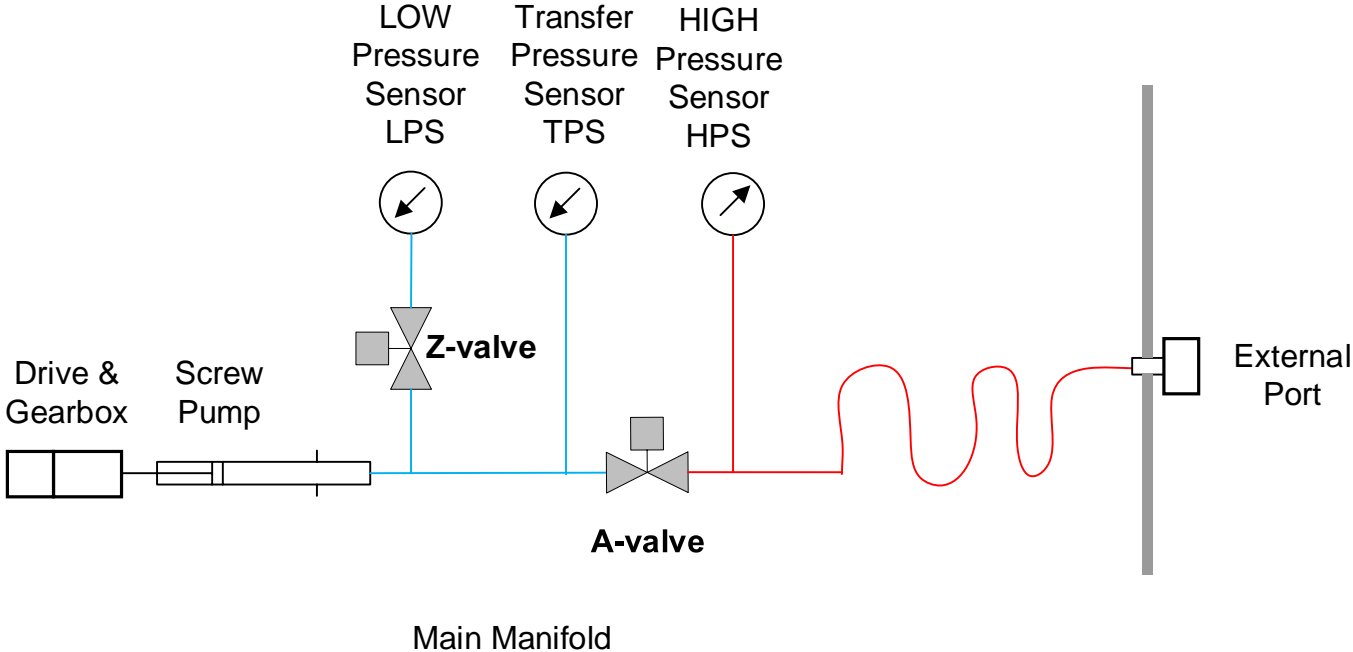 LOW
Pressure
Sensor
LPS
Transfer
Pressure
Sensor
TPS
HIGH
Pressure
Sensor
HPS
Z-valve
Drive &
Gearbox
Screw
Pump
External
Port
A-valve
Main Manifold